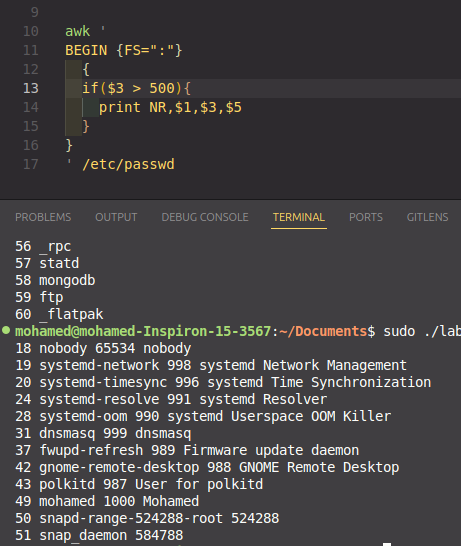 9
10 awk '
11 BEGIN {FS=":"}
12 {
13 if($3 > 500){
14 print NR,$1,$3,$5
15 }
16 }
17 ' /etc/passwd
PROBLEMS OUTPUT DEBUG CONSOLE TERMINAL PORTS GITLENS
56 _rpc
57 statd
58 mongodb
59 ftp
60 _flatpak
mohamed@mohamed-Inspiron-15-3567:~/Documents$ sudo ./lab
18 nobody 65534 nobody
19 systemd-network 998 systemd Network Management
20 systemd-timesync 996 systemd Time Synchronization
24 systemd-resolve 991 systemd Resolver
28 systemd-oom 990 systemd Userspace OOM Killer
31 dnsmasq 999 dnsmasq
37 fwupd-refresh 989 Firmware update daemon
42 gnome-remote-desktop 988 GNOME Remote Desktop
43 polkitd 987 User for polkitd
49 mohamed 1000 Mohamed
50 snapd-range-524288-root 524288
51 snap_daemon 584788